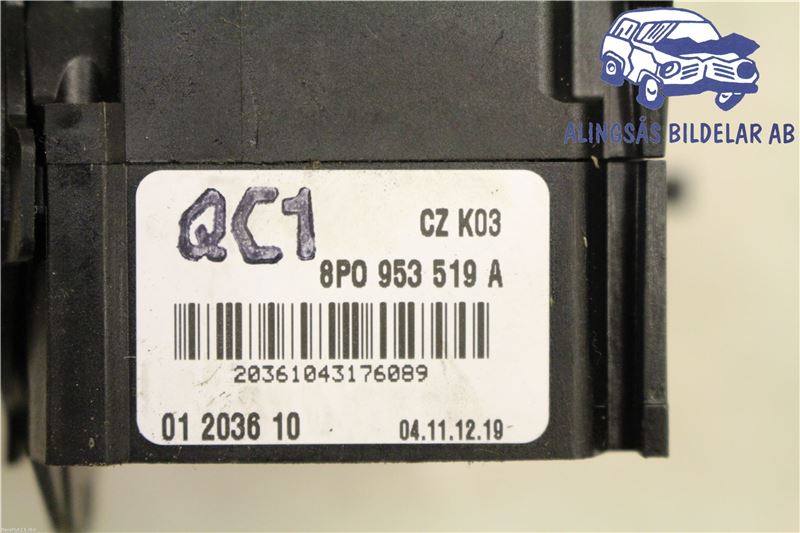 ALINGSÅS BILDELAR AB
QC1
CZ K03
8P0 953 519 A
20361043176089
01 2036 10
04.11.12.19